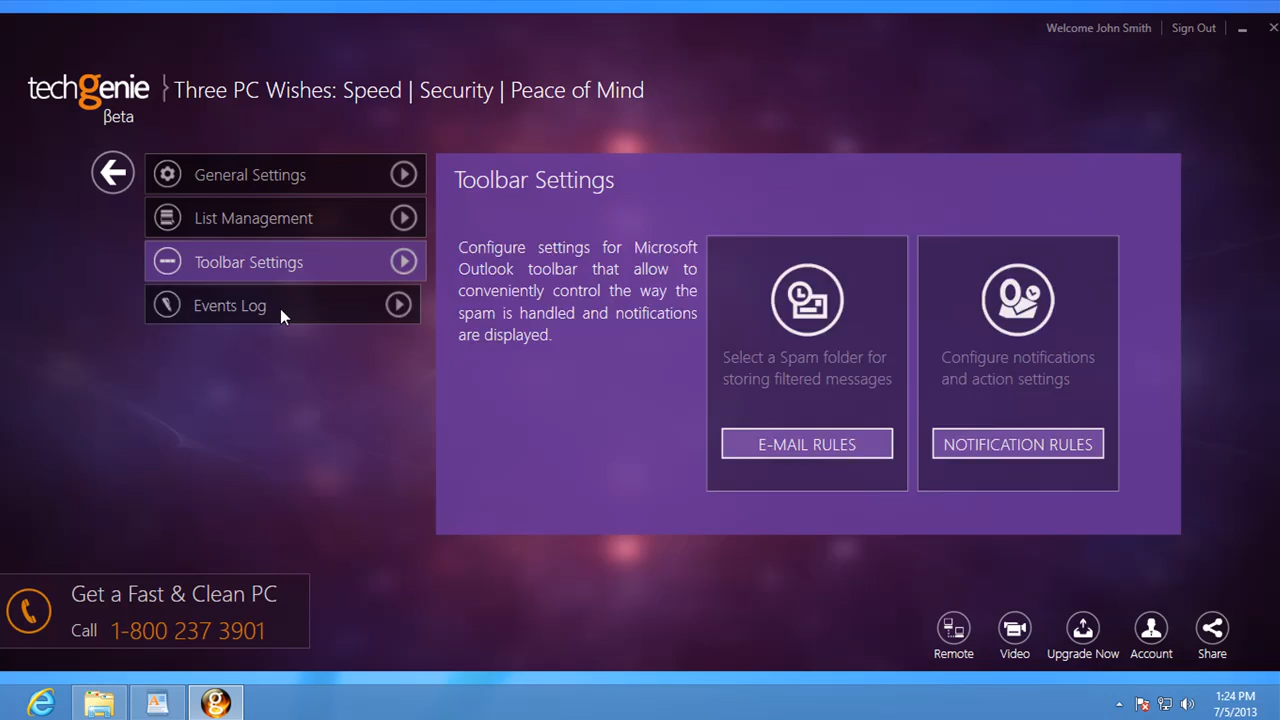 Welcome John Smith
Sign Out
techgenie
βeta
Three PC Wishes: Speed | Security | Peace of Mind
General Settings
List Management
Toolbar Settings
Events Log
Toolbar Settings
Configure settings for Microsoft
Outlook toolbar that allow to
conveniently control the way the
spam is handled and notifications
are displayed.
Select a Spam folder for
storing filtered messages
E-MAIL RULES
Configure notifications
and action settings
NOTIFICATION RULES
Get a Fast & Clean PC
Call 1-800 237 3901
Remote
Video
Upgrade Now
Account
Share
1:24 PM
7/5/2013